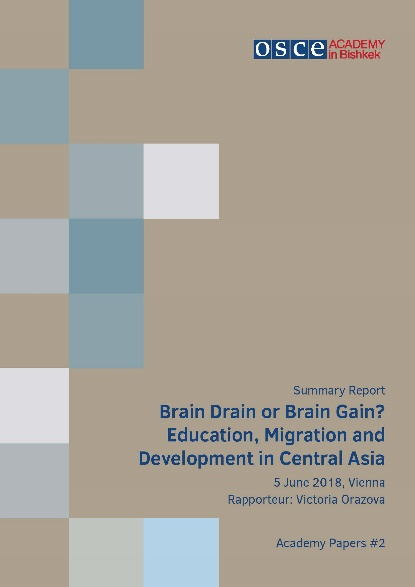 osce ACADEMY
in Bishkek
Summary Report
Brain Drain or Brain Gain?
Education, Migration and
Development in Central Asia
5 June 2018, Vienna
Rapporteur: Victoria Orazova
Academy Papers #2